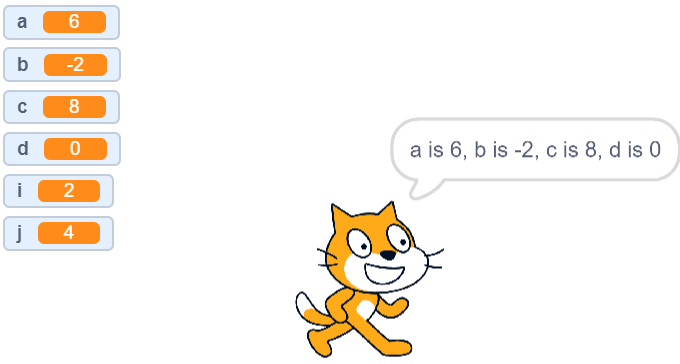 a 6
b -2
c 8
d 0
i 2
j 4
a is 6, b is -2, c is 8, d is 0